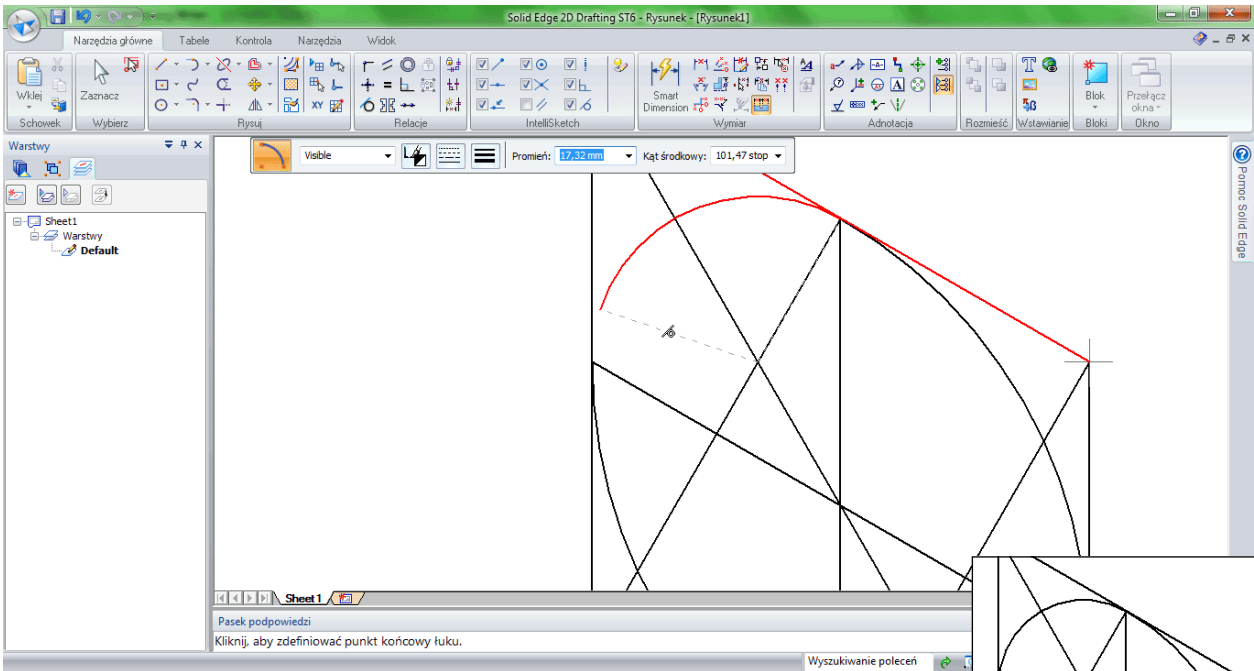 Solid Edge 2D Drafting ST6 - Rysunek - [Rysunek1]
Narzędzia główne Tabele Kontrola Narzędzia Widok
Wklej
Zaznacz
Smart
Dimension
Blok
Przełącz
okna
Schowek Wybierz Rysuj Relacje IntelliSketch Wymiar Adnotacja Rozmieść Wstawianie Bloki Okno
Warstwy
Visible Promień: 17,32 mm Kąt środkowy: 101,47 stop
Sheet1
Warstwy
Default
Pomoc Solid Edge
Sheet1
Pasek podpowiedzi
Kliknij, aby zdefiniować punkt końcowy łuku.
Wyszukiwanie poleceń